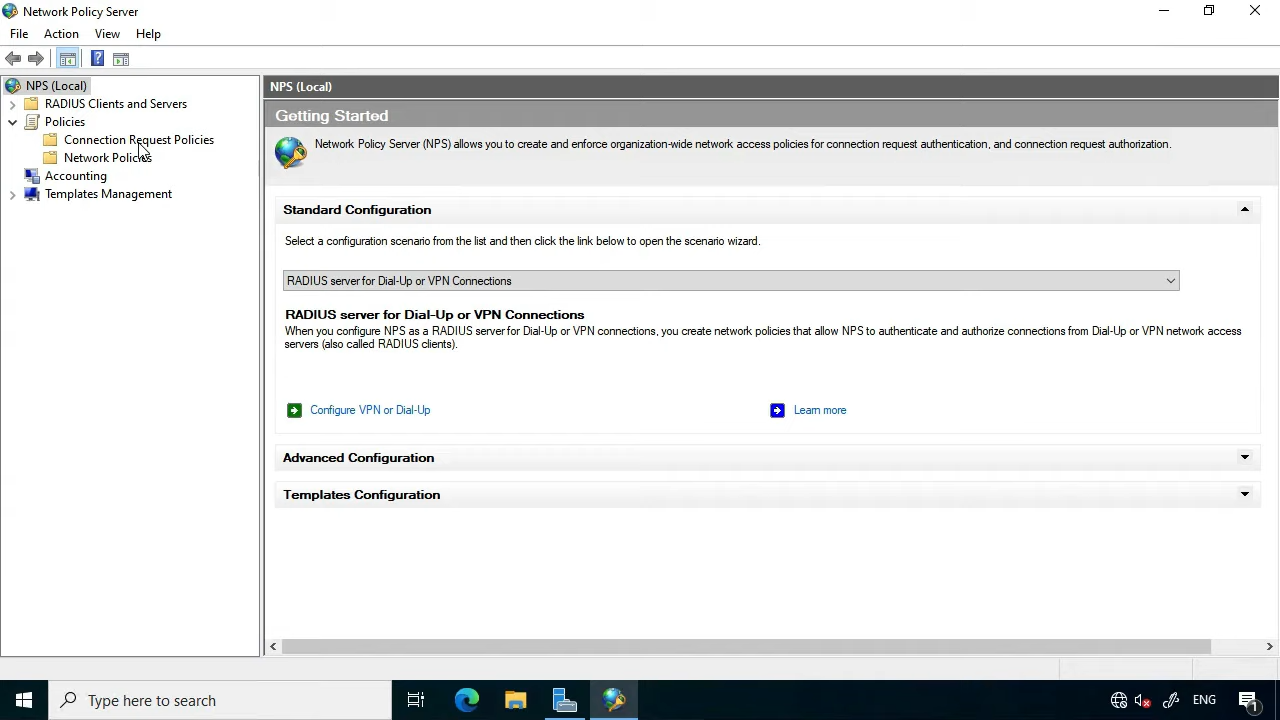 Network Policy Server
File Action View Help
NPS (Local)
RADIUS Clients and Servers
Policies
Connection Request Policies
Network Policies
Accounting
Templates Management
NPS (Local)
Getting Started
Network Policy Server (NPS) allows you to create and enforce organization-wide network access policies for connection request authentication, and connection request authorization.
Standard Configuration
Select a configuration scenario from the list and then click the link below to open the scenario wizard.
RADIUS server for Dial-Up or VPN Connections
RADIUS server for Dial-Up or VPN Connections
When you configure NPS as a RADIUS server for Dial-Up or VPN connections, you create network policies that allow NPS to authenticate and authorize connections from Dial-Up or VPN network access
servers (also called RADIUS clients).
Configure VPN or Dial-Up
Learn more
Advanced Configuration
Templates Configuration
Type here to search
ENG
1